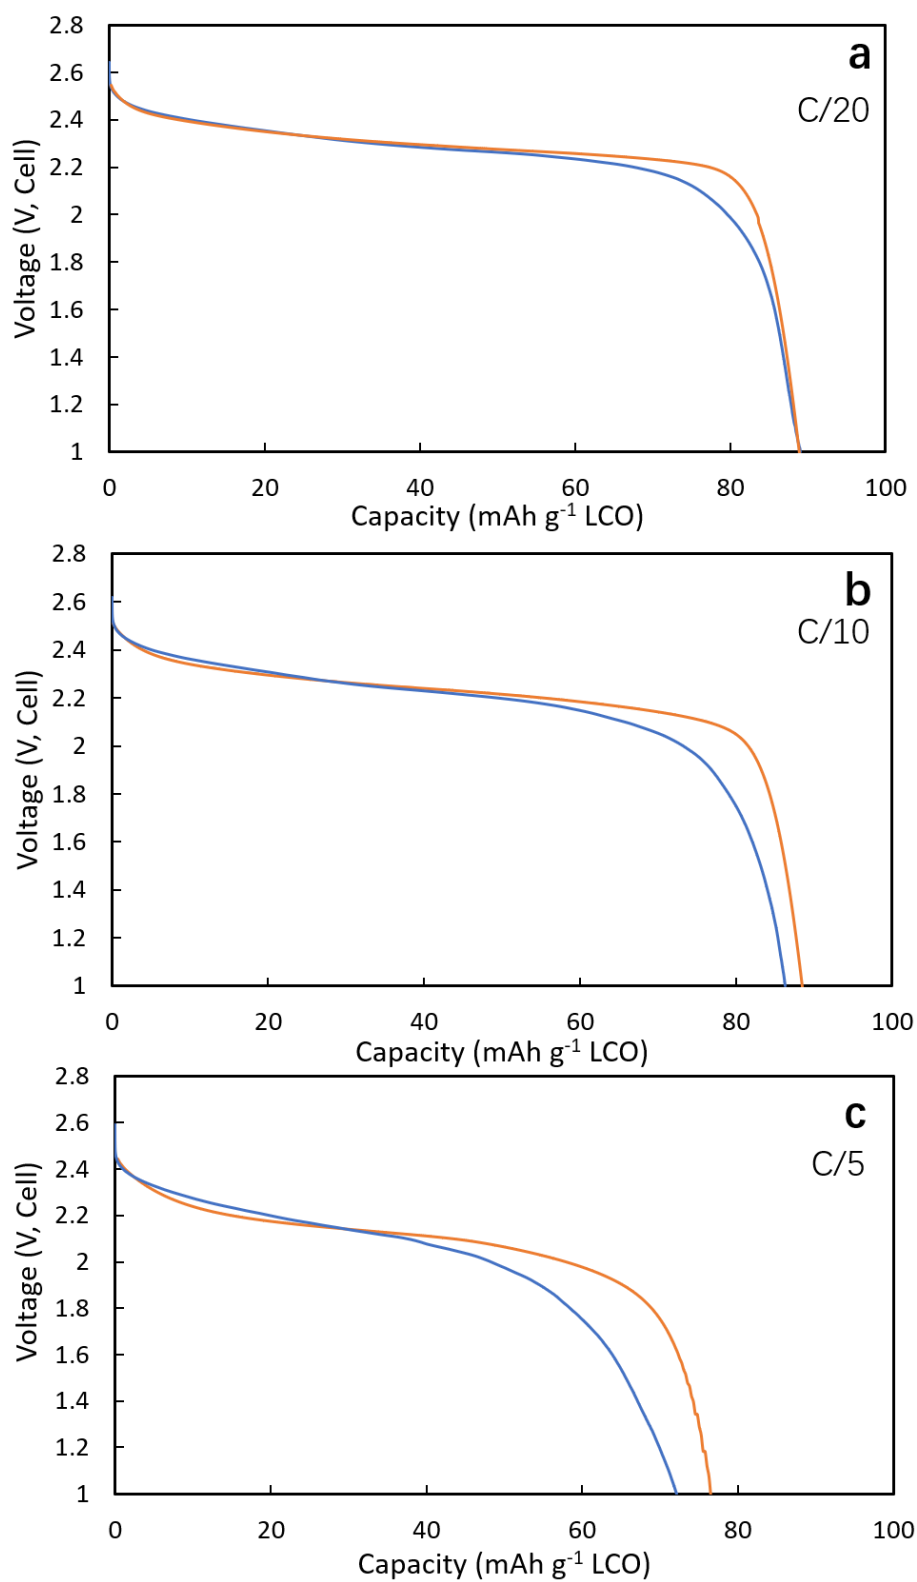 2.8
a
2.6
C/20
2.4
2.2
2
1.8
1.6
1.4
1.2
1
Voltage (V, Cell)
0 20 40 60 80 100
Capacity (mAh g⁻¹ LCO)
2.8
b
2.6
C/10
2.4
2.2
2
1.8
1.6
1.4
1.2
1
Voltage (V, Cell)
0 20 40 60 80 100
Capacity (mAh g⁻¹ LCO)
2.8
c
2.6
C/5
2.4
2.2
2
1.8
1.6
1.4
1.2
1
Voltage (V, Cell)
0 20 40 60 80 100
Capacity (mAh g⁻¹ LCO)